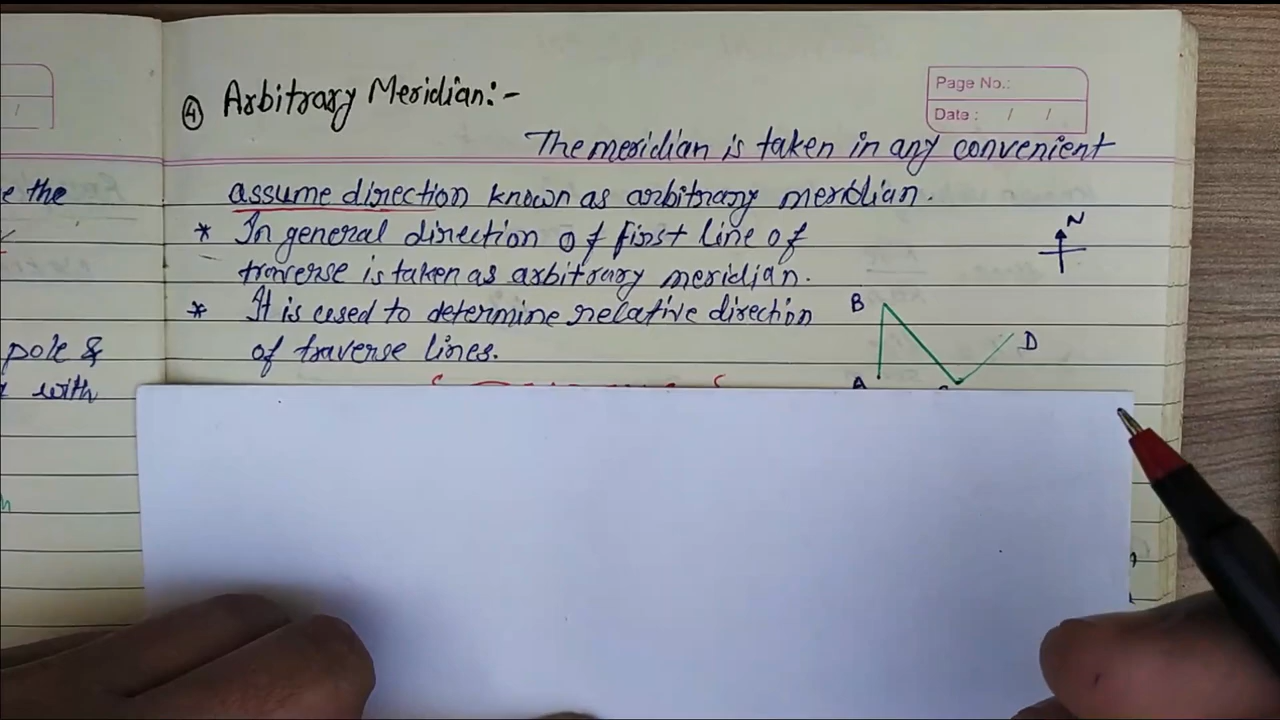 Page No.:
Date : / /
④ Arbitrary Meridian:-
The meridian is taken in any convenient
assume direction known as arbitrary meridian.
* In general direction of first line of
traverse is taken as arbitrary meridian.
* It is used to determine relative direction
of traverse lines.
N
B
D
A
e the
pole &
with